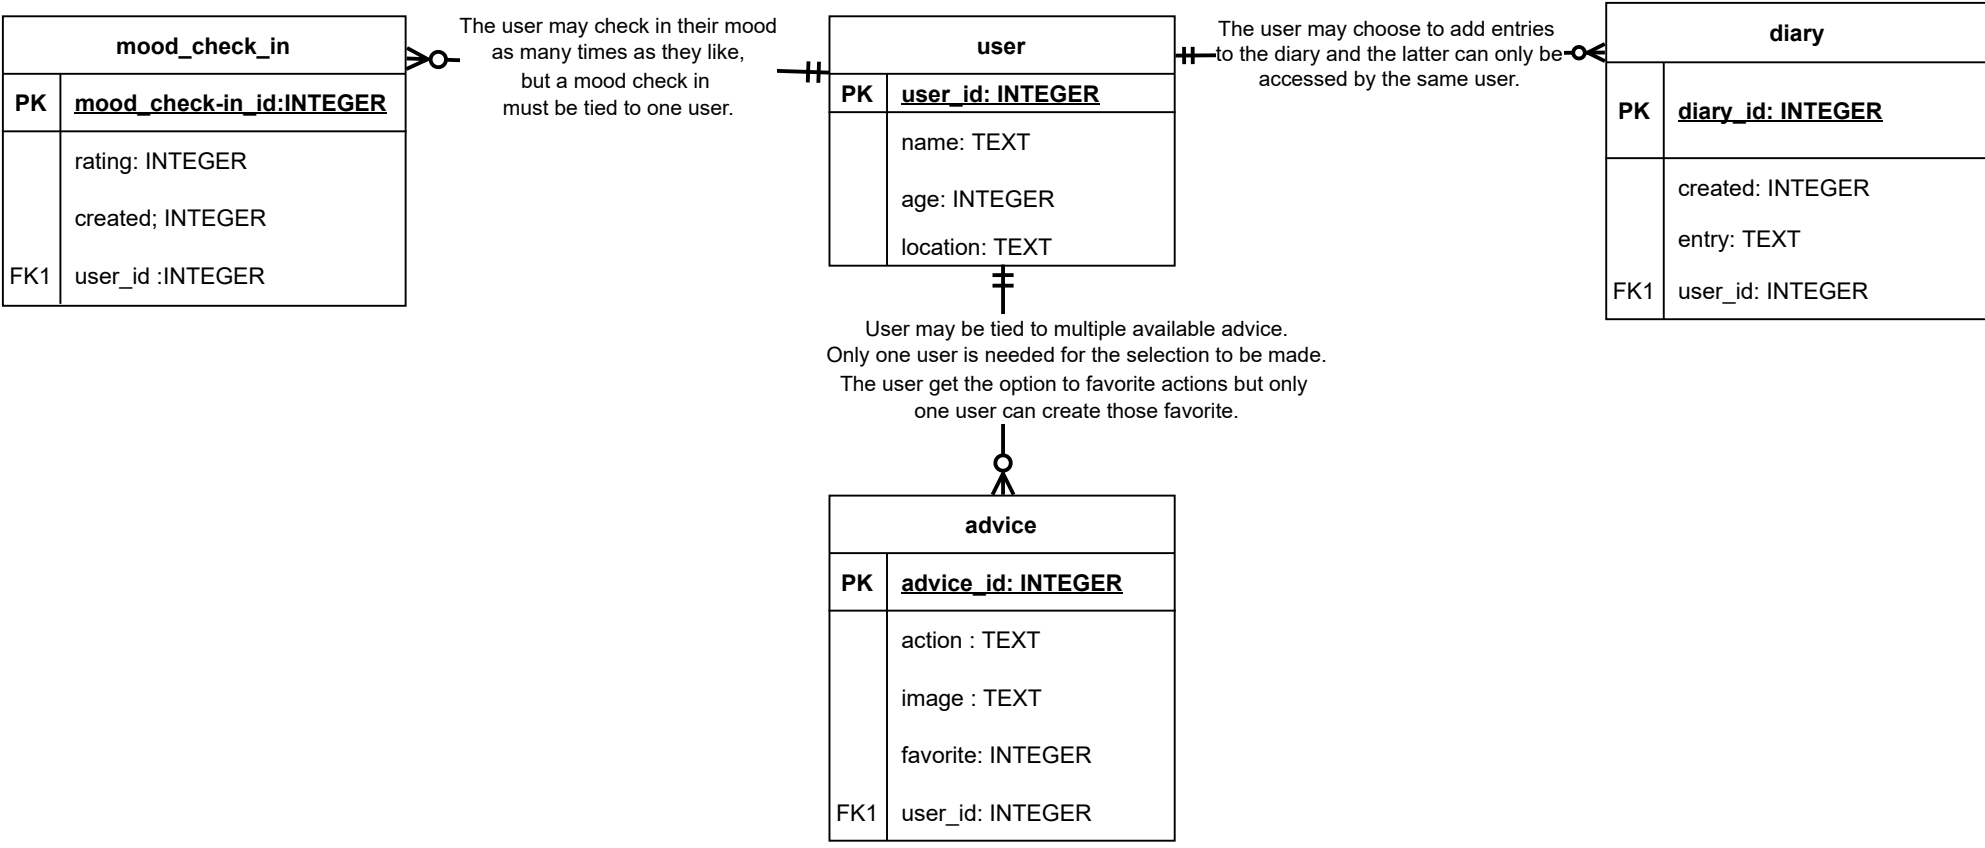 mood_check_in
PK mood_check-in_id:INTEGER
rating: INTEGER
created; INTEGER
FK1 user_id :INTEGER
The user may check in their mood
as many times as they like,
but a mood check in
must be tied to one user.
user
PK user_id: INTEGER
name: TEXT
age: INTEGER
location: TEXT
The user may choose to add entries
to the diary and the latter can only be
accessed by the same user.
diary
PK diary_id: INTEGER
created: INTEGER
entry: TEXT
FK1 user_id: INTEGER
User may be tied to multiple available advice.
Only one user is needed for the selection to be made.
The user get the option to favorite actions but only
one user can create those favorite.
advice
PK advice_id: INTEGER
action : TEXT
image : TEXT
favorite: INTEGER
FK1 user_id: INTEGER